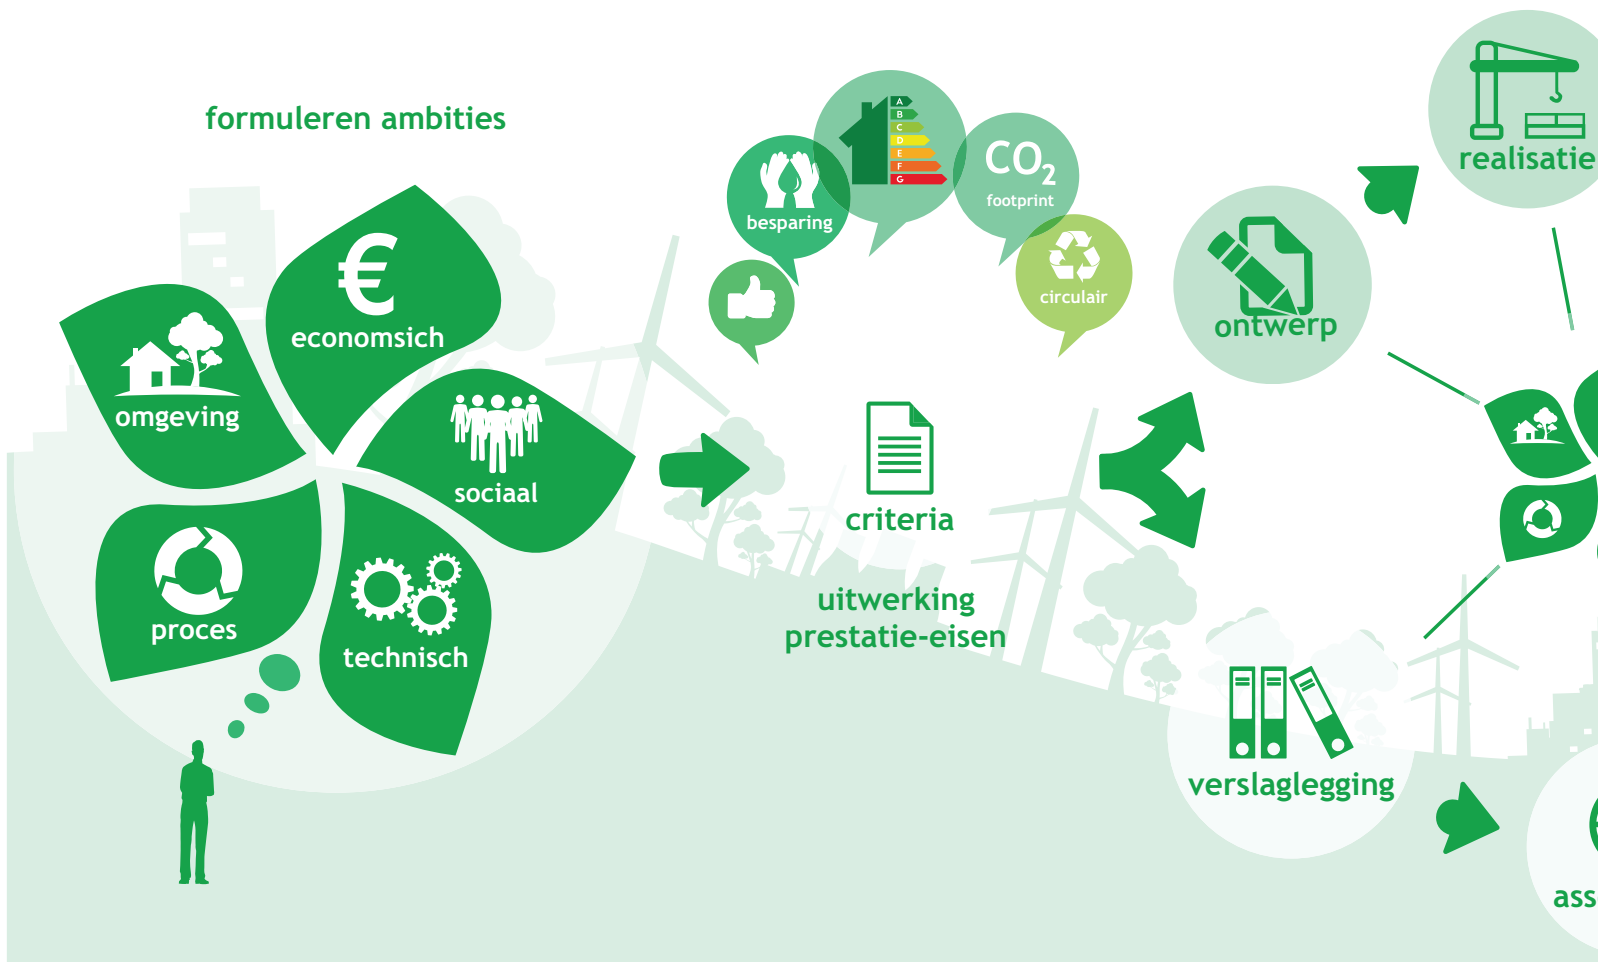 formuleren ambities
€
economsich
omgeving
sociaal
proces
technisch
A
B
C
D
E
F
G
besparing
CO₂
footprint
circulair
criteria
uitwerking
prestatie-eisen
ontwerp
realisatie
verslaglegging
ass